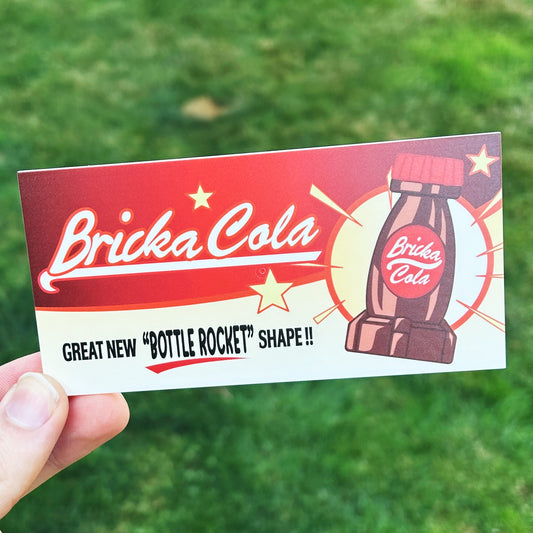 Bricka Cola
GREAT NEW "BOTTLE ROCKET" SHAPE!!
Bricka
Cola